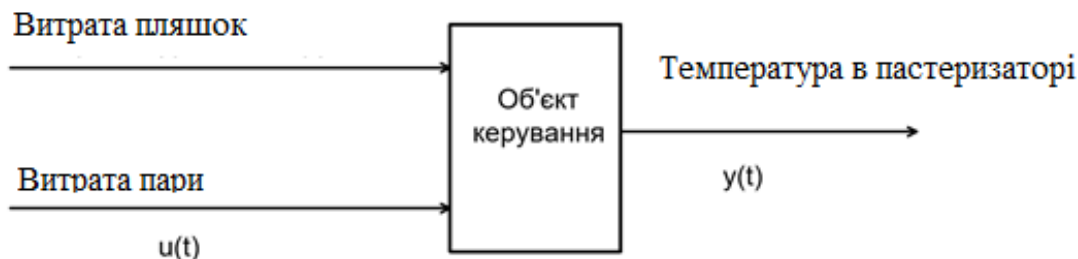 Витрата пляшок
Температура в пастеризаторі
Об'єкт
керування
Витрата пари
y(t)
u(t)